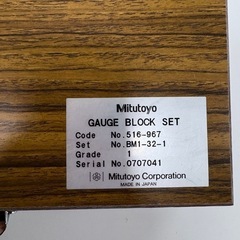 Mitutoyo
GAUGE BLOCK SET
Code No.516-967
Set No.BM1-32-1
Grade 1
Serial No.0707041
Mitutoyo Corporation
MADE IN JAPAN